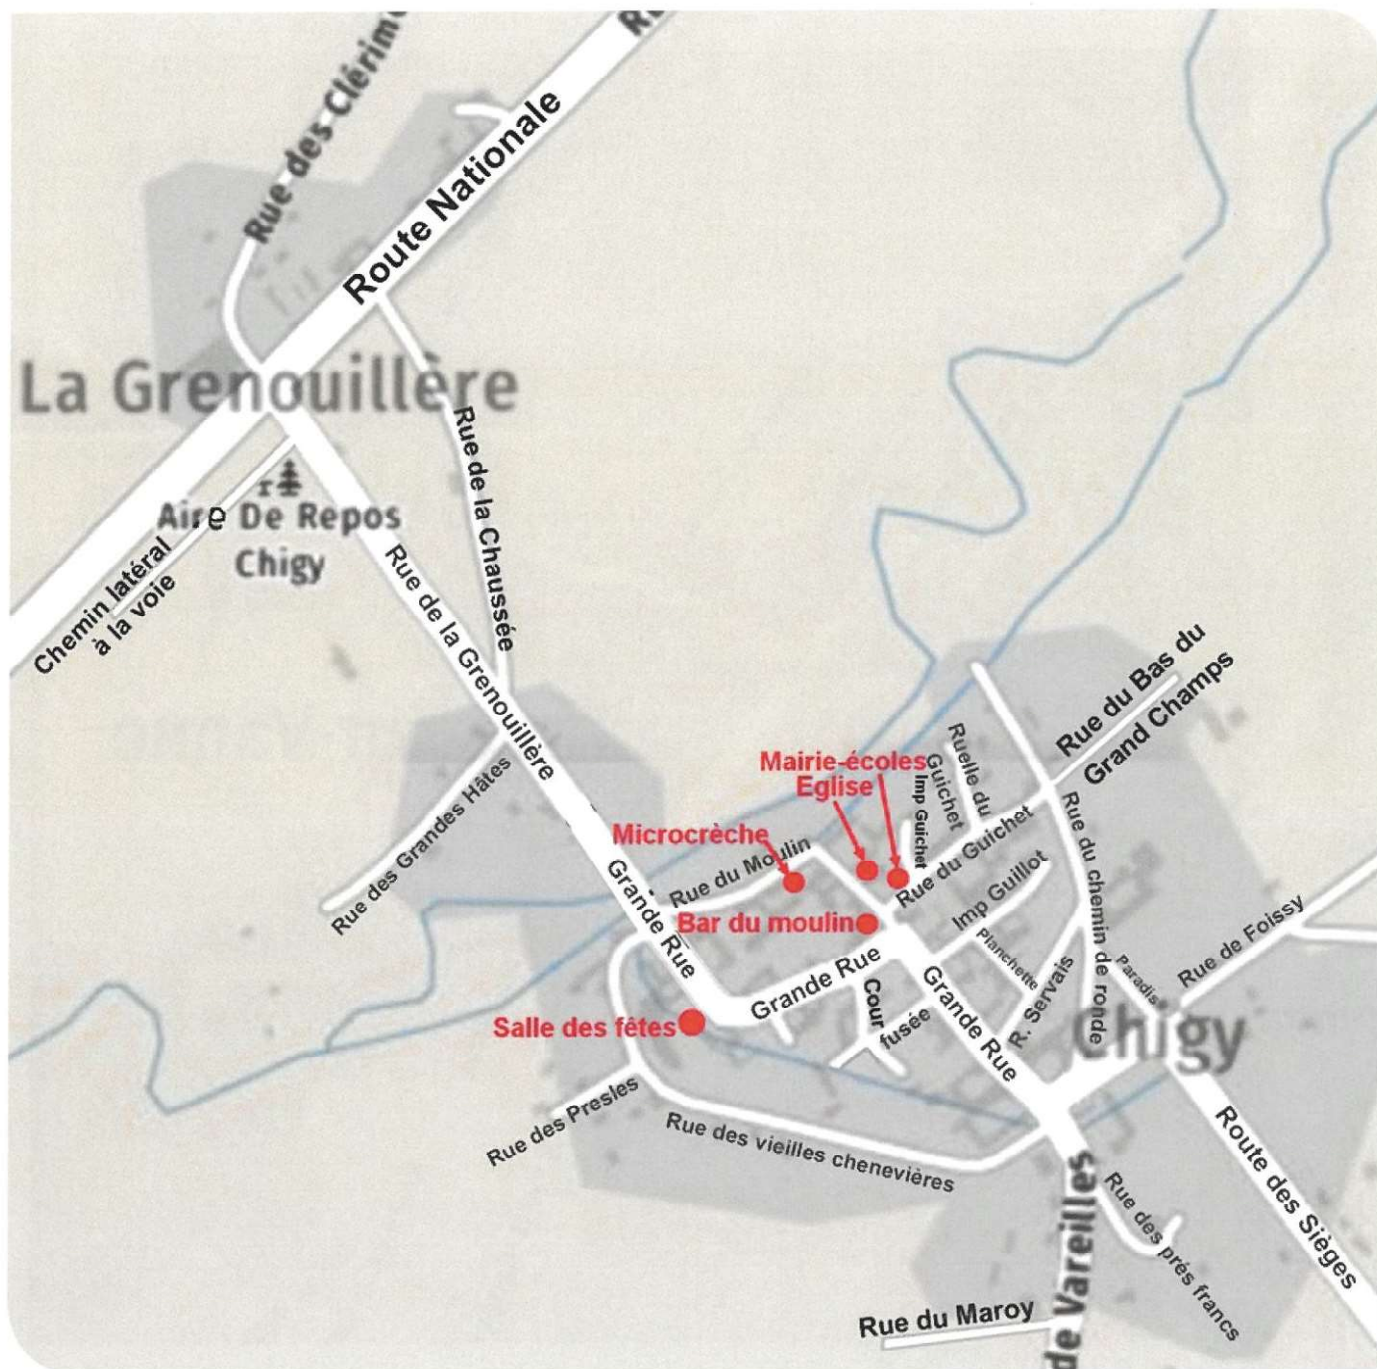 Rue des Clérim
Route Nationale
La Grenouillère
Rue de la Chaussée
Aire De Repos
Chigy
Chemin latéral
à la voie
Rue de la Grenouillère
Rue des Grandes Hâtes
Rue du Bas du
Grand Champs
Ruelle du
Guichet
Imp Guichet
Mairie-écoles
Eglise
Microcrèche
Rue du Moulin
Rue du Guichet
Rue du chemin de ronde
Imp Guillot
Grande Rue
Bar du moulin
Planchette
Paradis
Rue de Foissy
Grande Rue
Cour
fusée
Grande Rue
R. Servais
Chigy
Salle des fêtes
Rue des Presles
Rue des vieilles chenevières
Route des Sièges
de Vareilles
Rue des prés francs
Rue du Maroy